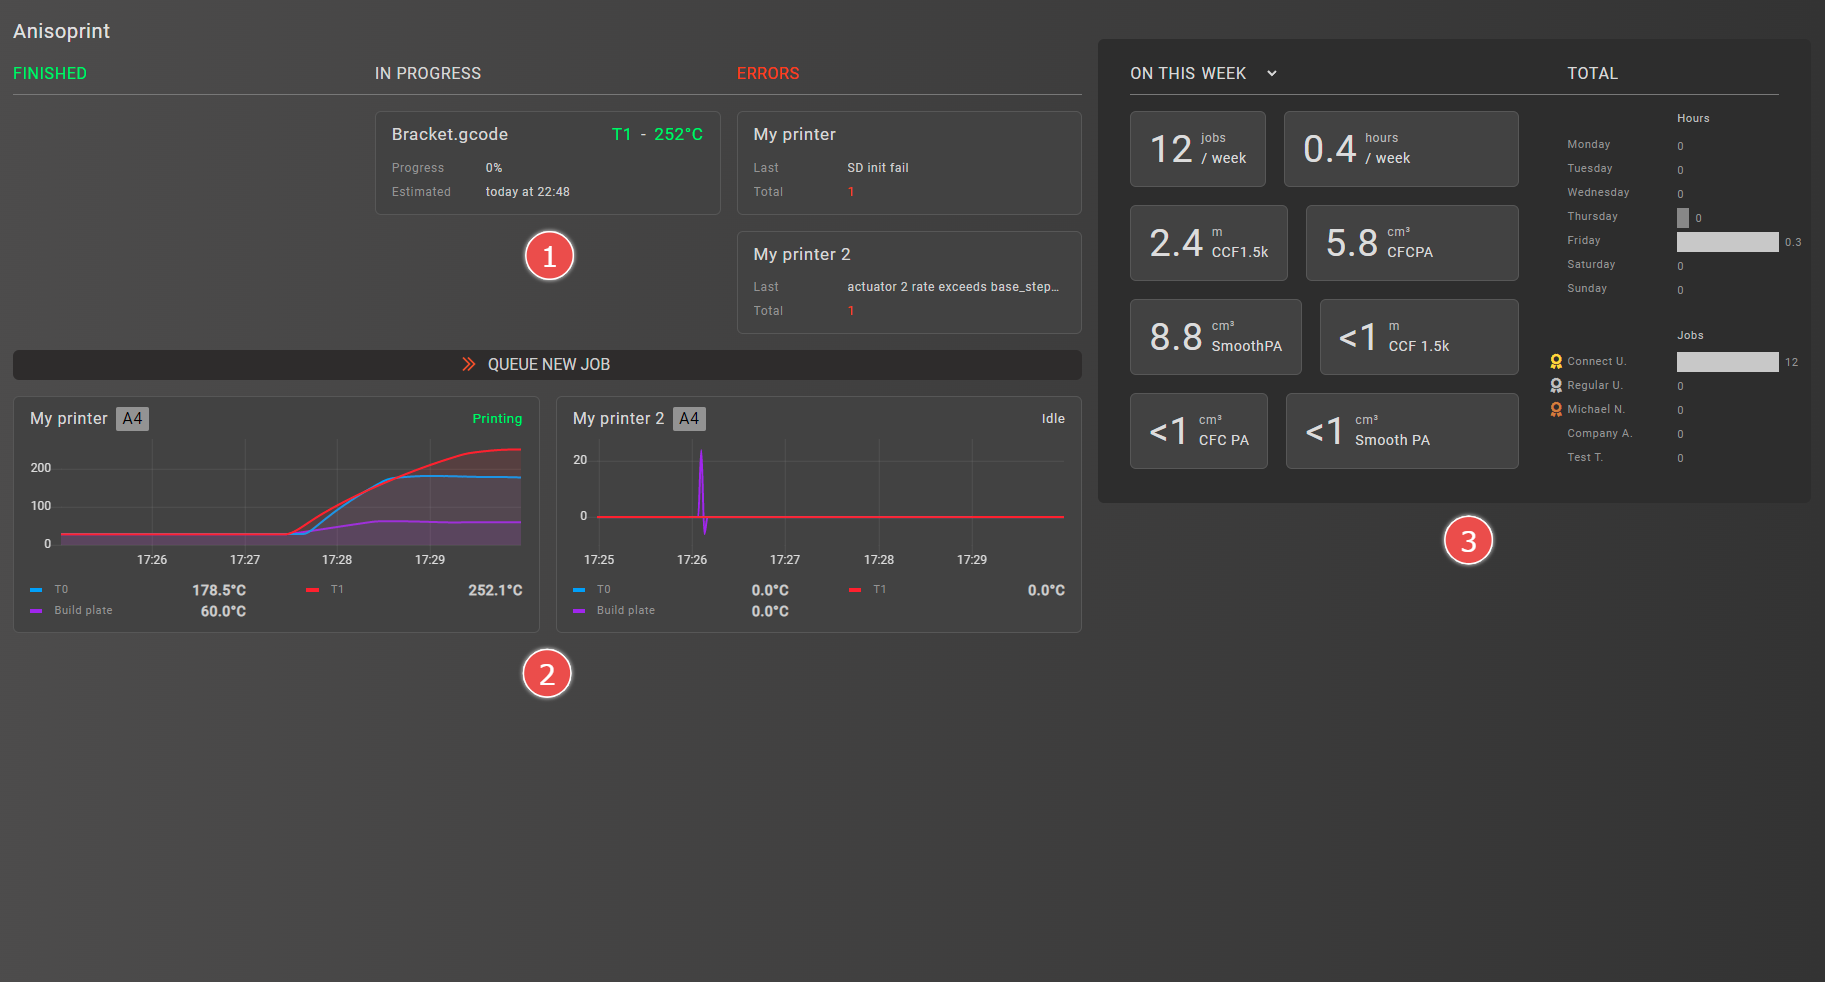 Anisoprint
FINISHED
IN PROGRESS
ERRORS
Bracket.gcode T1 - 252°C
Progress 0%
Estimated today at 22:48
My printer
Last SD init fail
Total 1
My printer 2
Last actuator 2 rate exceeds base_step...
Total 1
1
QUEUE NEW JOB
My printer A4 Printing
200
100
0
17:26 17:27 17:28 17:29
T0 178.5°C T1 252.1°C
Build plate 60.0°C
My printer 2 A4 Idle
20
0
17:25 17:26 17:27 17:28 17:29
T0 0.0°C T1 0.0°C
Build plate 0.0°C
2
ON THIS WEEK
12 jobs / week
0.4 hours / week
2.4 m CCF1.5k
5.8 cm³ CFCPA
8.8 cm³ SmoothPA
<1 m CCF 1.5k
<1 cm³ CFC PA
<1 cm³ Smooth PA
TOTAL
Hours
Monday 0
Tuesday 0
Wednesday 0
Thursday 0
Friday 0.3
Saturday 0
Sunday 0
Jobs
Connect U. 12
Regular U. 0
Michael N. 0
Company A. 0
Test T. 0
3